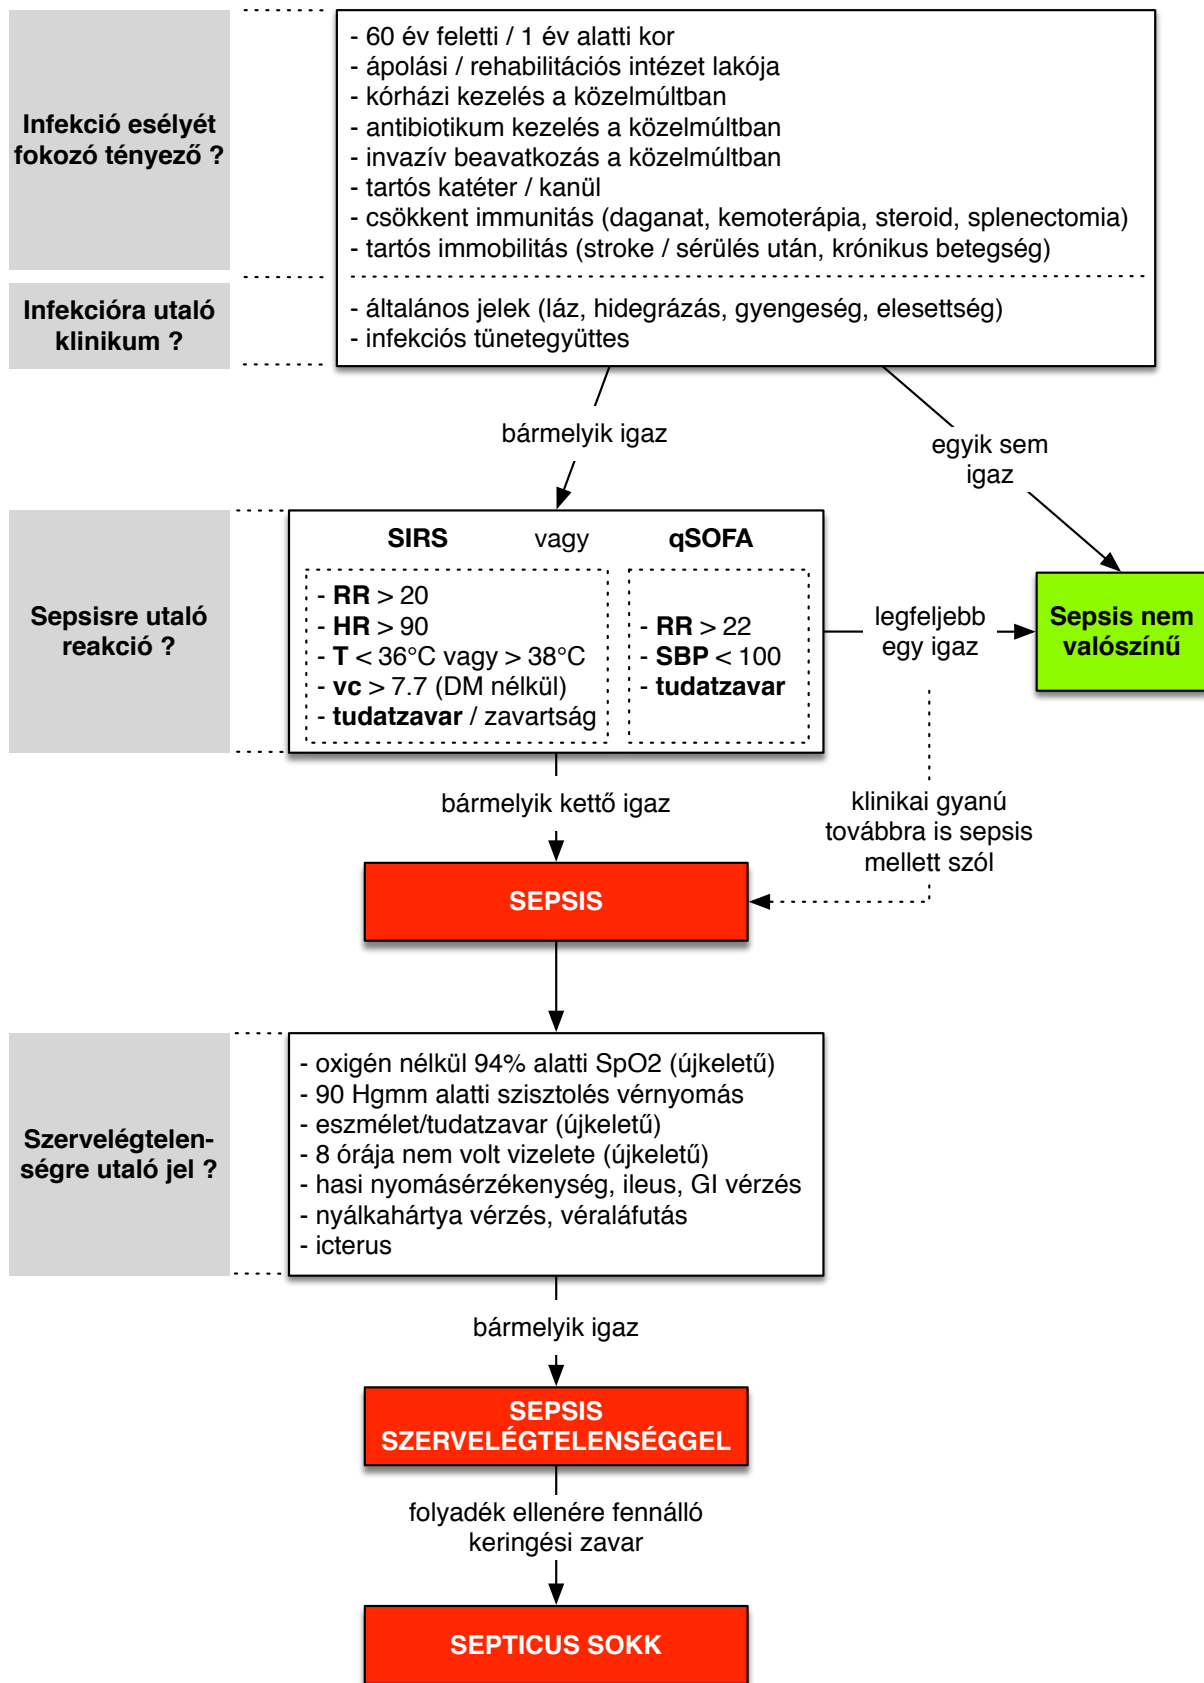 Infekció esélyét
fokozó tényező ?
- 60 év feletti / 1 év alatti kor
- ápolási / rehabilitációs intézet lakója
- kórházi kezelés a közelmúltban
- antibiotikum kezelés a közelmúltban
- invazív beavatkozás a közelmúltban
- tartós katéter / kanül
- csökkent immunitás (daganat, kemoterápia, steroid, splenectomia)
- tartós immobilitás (stroke / sérülés után, krónikus betegség)
Infekcióra utaló
klinikum ?
- általános jelek (láz, hidegrázás, gyengeség, elesettség)
- infekciós tünetegyüttes
bármelyik igaz
egyik sem
igaz
Sepsisre utaló
reakció ?
SIRS vagy qSOFA
- RR > 20
- HR > 90
- T < 36°C vagy > 38°C
- vc > 7.7 (DM nélkül)
- tudatzavar / zavartság
- RR > 22
- SBP < 100
- tudatzavar
legfeljebb
egy igaz
Sepsis nem
valószínű
bármelyik kettő igaz
klinikai gyanú
továbbra is sepsis
mellett szól
SEPSIS
Szervelégtelen-
ségre utaló jel ?
- oxigén nélkül 94% alatti SpO2 (újkeletű)
- 90 Hgmm alatti szisztolés vérnyomás
- eszmélet/tudatzavar (újkeletű)
- 8 órája nem volt vizelete (újkeletű)
- hasi nyomásérzékenység, ileus, GI vérzés
- nyálkahártya vérzés, véraláfutás
- icterus
bármelyik igaz
SEPSIS
SZERVELÉGTELENSÉGGEL
folyadék ellenére fennálló
keringési zavar
SEPTICUS SOKK